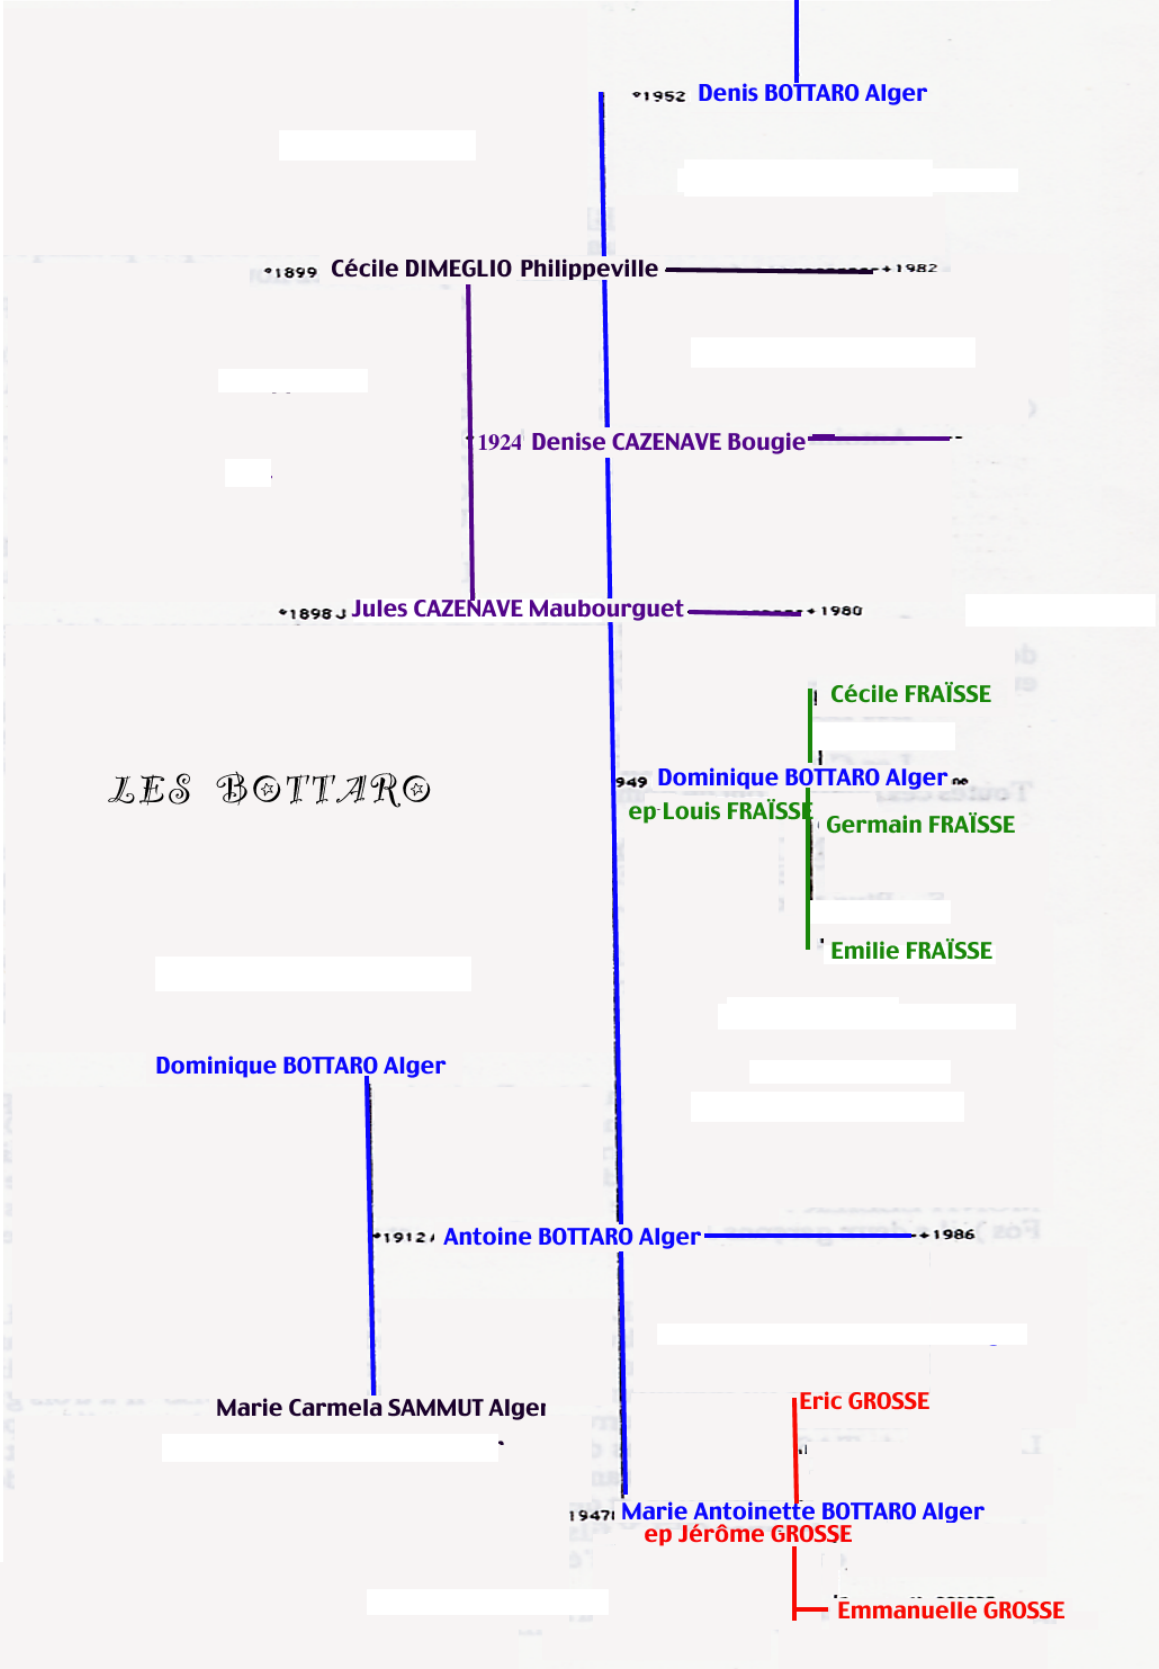 °1952 Denis BOTTARO Alger
°1899 Cécile DIMEGLIO Philippeville +1982
1924 Denise CAZENAVE Bougie
°1898 Jules CAZENAVE Maubourguet +1980
Cécile FRAÏSSE
LES BOTTARO
949 Dominique BOTTARO Alger
ep Louis FRAÏSSE
Germain FRAÏSSE
Emilie FRAÏSSE
Dominique BOTTARO Alger
°1912 Antoine BOTTARO Alger +1986
Marie Carmela SAMMUT Alger
Eric GROSSE
1947 Marie Antoinette BOTTARO Alger
ep Jérôme GROSSE
Emmanuelle GROSSE